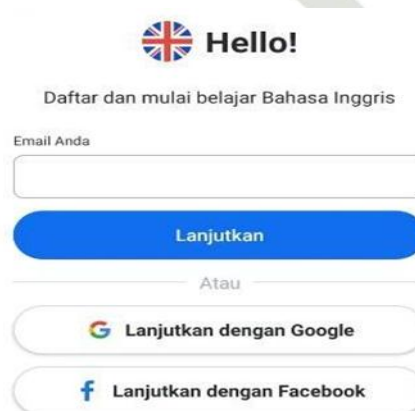 Hello!
Daftar dan mulai belajar Bahasa Inggris
Email Anda
Lanjutkan
Atau
Lanjutkan dengan Google
Lanjutkan dengan Facebook